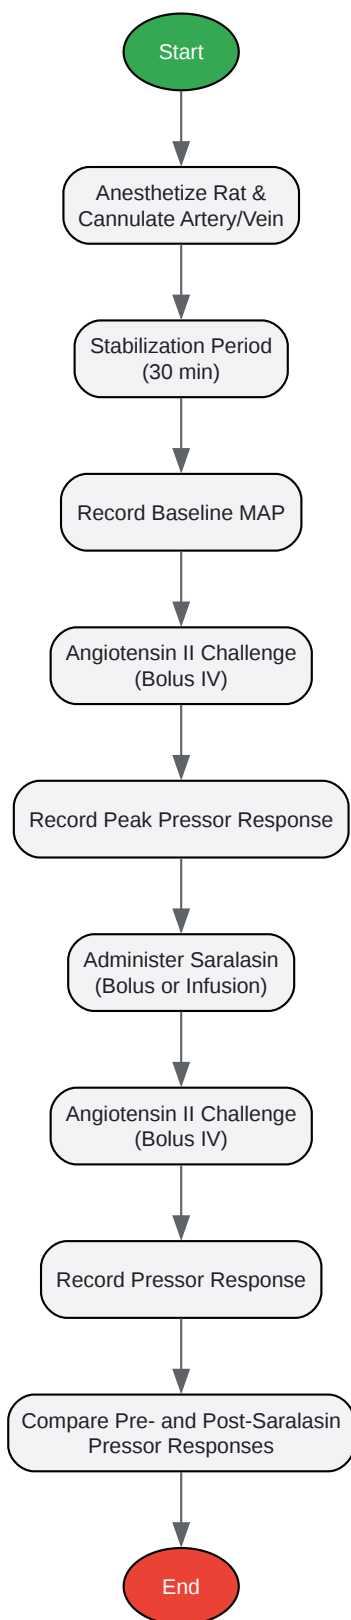 Start
Anesthetize Rat &
Cannulate Artery/Vein
Stabilization Period
(30 min)
Record Baseline MAP
Angiotensin II Challenge
(Bolus IV)
Record Peak Pressor Response
Administer Saralasin
(Bolus or Infusion)
Angiotensin II Challenge
(Bolus IV)
Record Pressor Response
Compare Pre- and Post-Saralasin
Pressor Responses
End